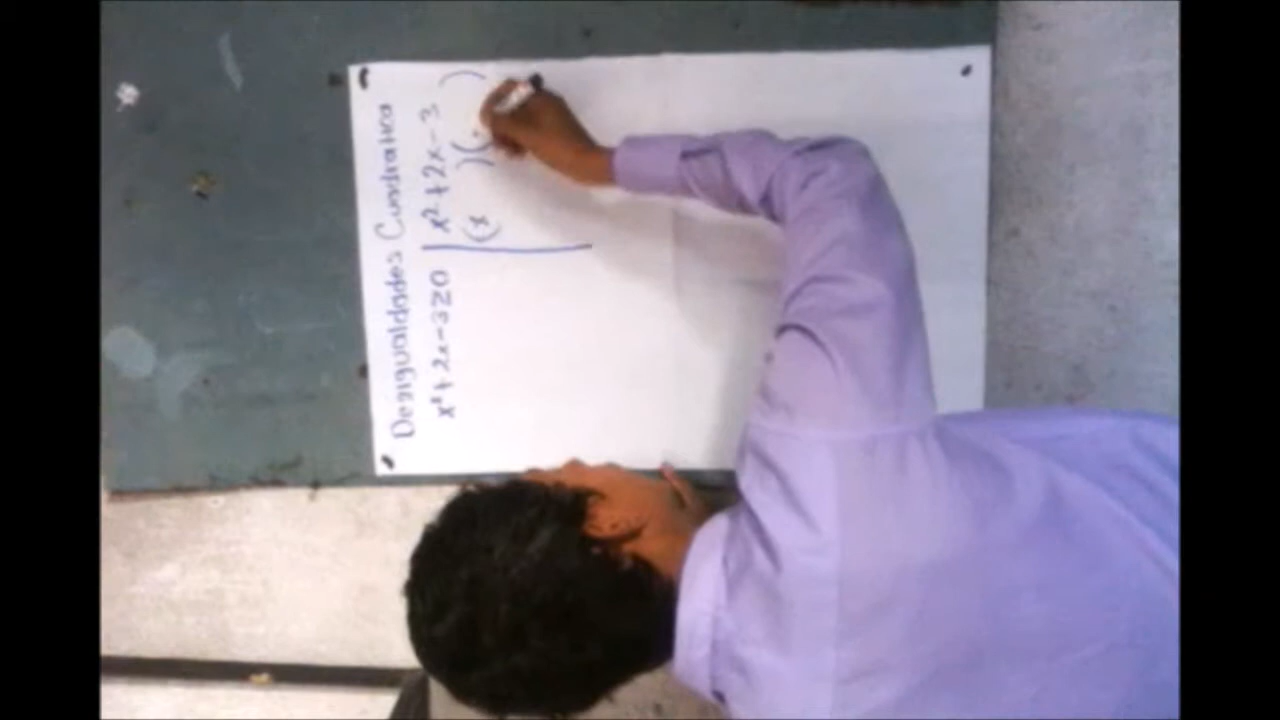 Desigualdades Cuadratica
x²+2x-3≥0 | x²+2x-3
(x )( )